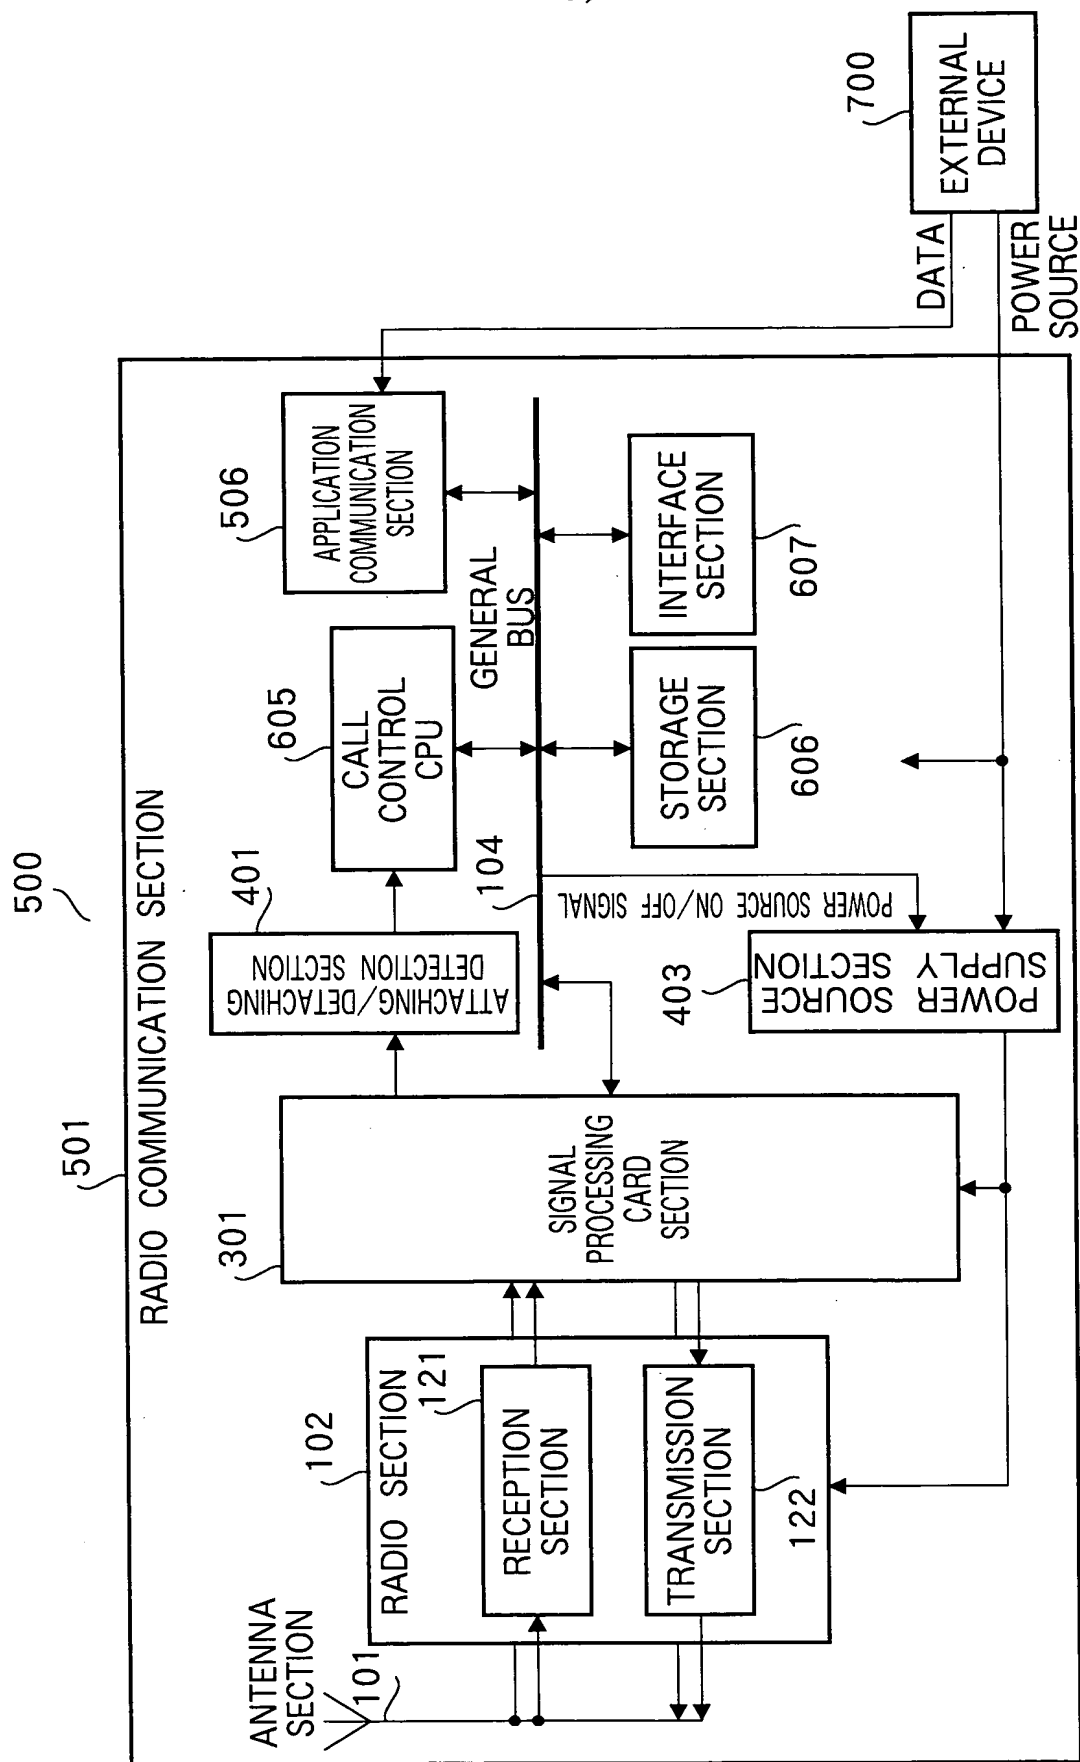 500
501
RADIO COMMUNICATION SECTION
ANTENNA
SECTION
101
102
RADIO SECTION
121
RECEPTION
SECTION
TRANSMISSION
SECTION
122
301
SIGNAL
PROCESSING
CARD
SECTION
401
ATTACHING/DETACHING
DETECTION SECTION
605
CALL
CONTROL
CPU
506
APPLICATION
COMMUNICATION
SECTION
GENERAL
BUS
104
POWER SOURCE ON/OFF SIGNAL
403
POWER SOURCE
SUPPLY SECTION
STORAGE
SECTION
606
INTERFACE
SECTION
607
700
EXTERNAL
DEVICE
DATA
POWER
SOURCE